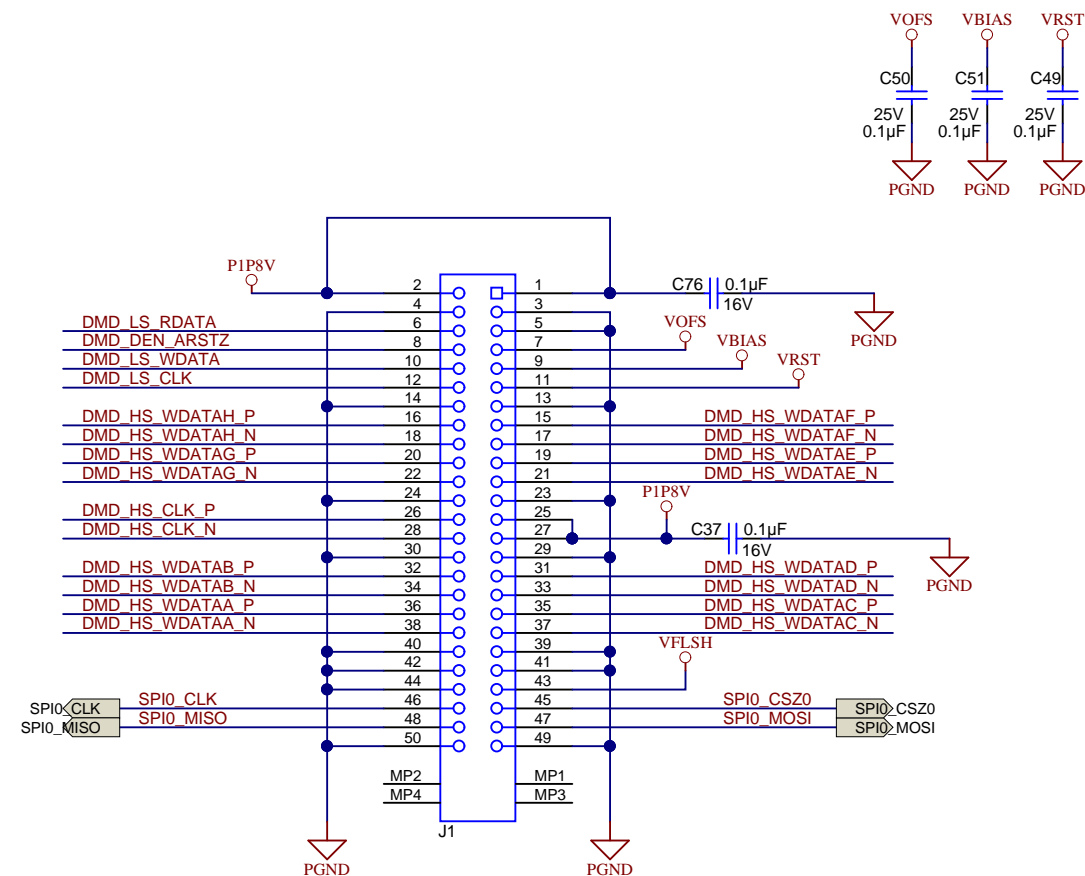 VOFS VBIAS VRST
C50 C51 C49
25V 25V 25V
0.1µF 0.1µF 0.1µF
PGND PGND PGND
P1P8V
2 1 C76 0.1µF
16V
4 3
PGND
DMD_LS_RDATA 6 5 VOFS
DMD_DEN_ARSTZ 8 7 VBIAS
DMD_LS_WDATA 10 9 VRST
DMD_LS_CLK 12 11
14 13
DMD_HS_WDATAH_P 16 15 DMD_HS_WDATAF_P
DMD_HS_WDATAH_N 18 17 DMD_HS_WDATAF_N
DMD_HS_WDATAG_P 20 19 DMD_HS_WDATAE_P
DMD_HS_WDATAG_N 22 21 DMD_HS_WDATAE_N
24 23 P1P8V
DMD_HS_CLK_P 26 25
DMD_HS_CLK_N 28 27 C37 0.1µF
16V
30 29
PGND
DMD_HS_WDATAB_P 32 31 DMD_HS_WDATAD_P
DMD_HS_WDATAB_N 34 33 DMD_HS_WDATAD_N
DMD_HS_WDATAA_P 36 35 DMD_HS_WDATAC_P
DMD_HS_WDATAA_N 38 37 DMD_HS_WDATAC_N
40 39 VFLSH
42 41
44 43
SPI0_CLK SPI0_CLK 46 45 SPI0_CSZ0 SPI0_CSZ0
SPI0_MISO SPI0_MISO 48 47 SPI0_MOSI SPI0_MOSI
50 49
MP2 MP1
MP4 MP3
J1
PGND PGND